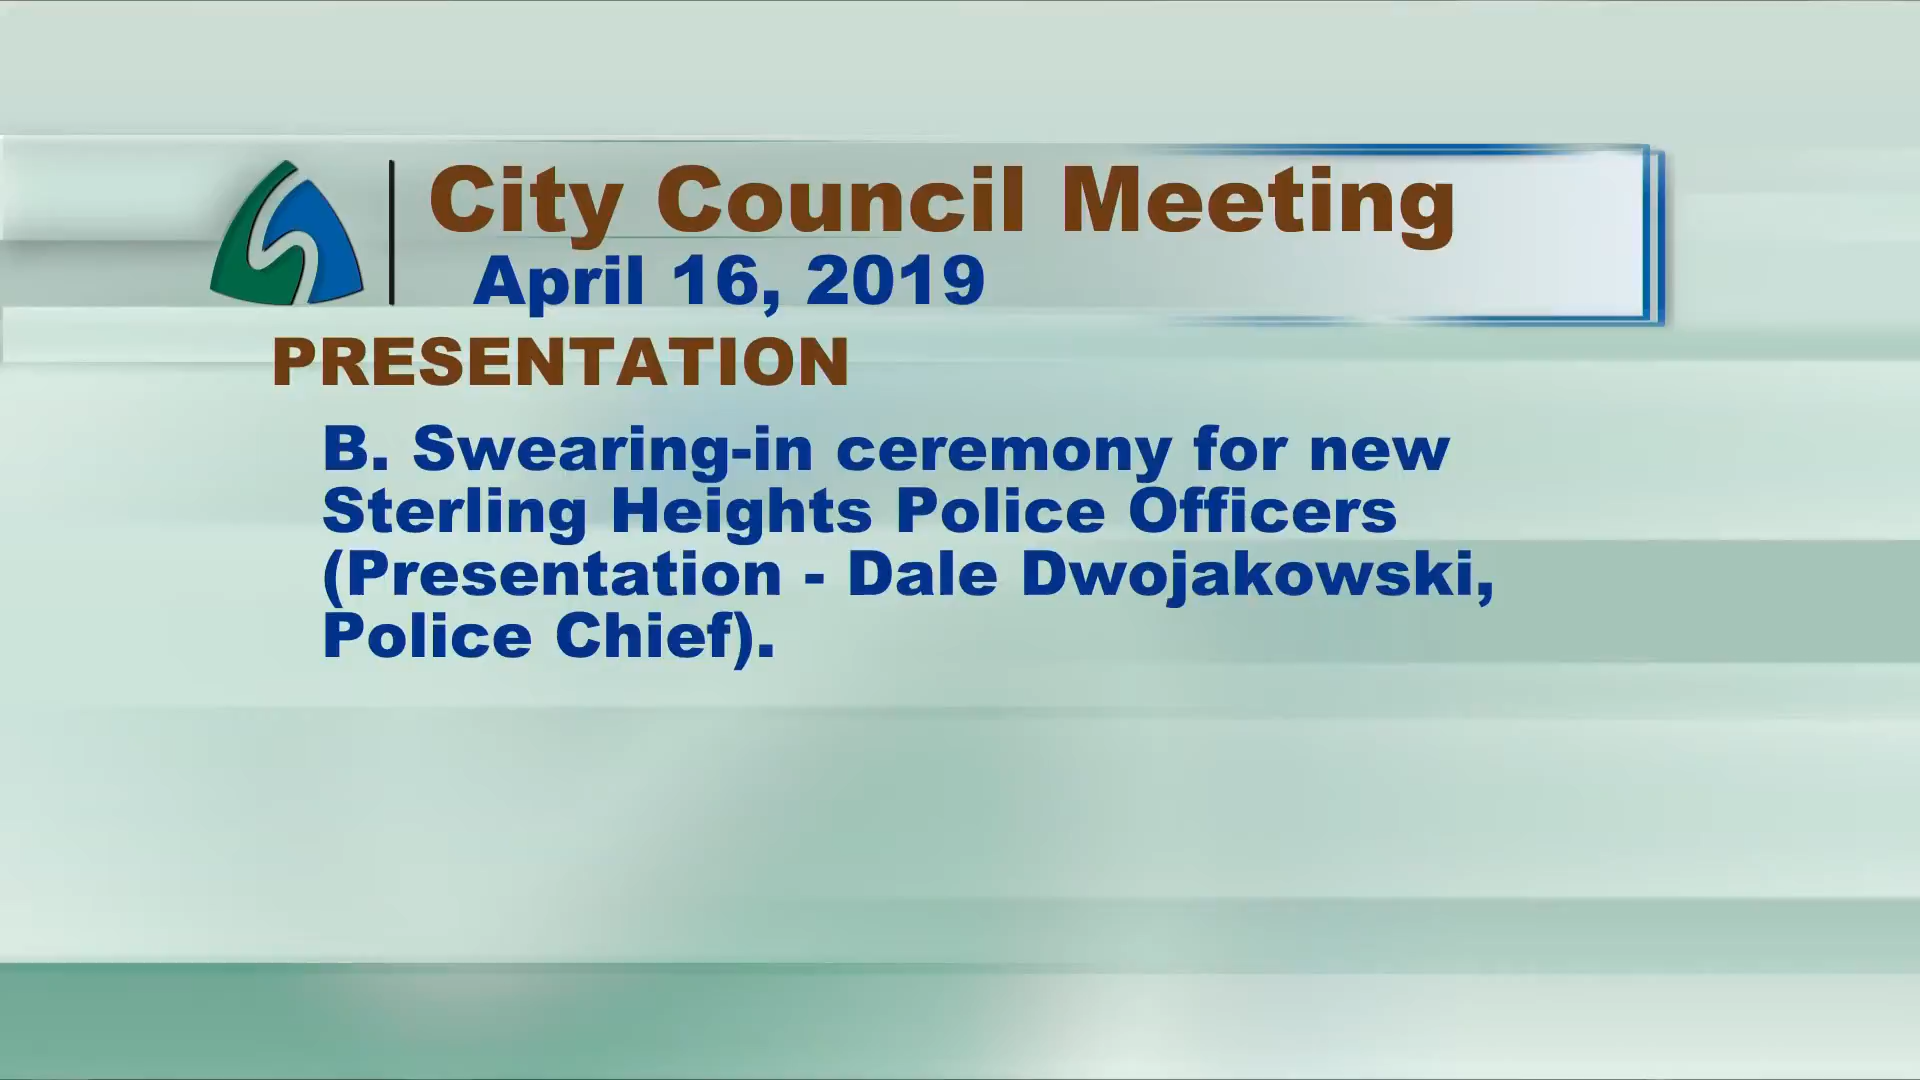 City Council Meeting
April 16, 2019
PRESENTATION
B. Swearing-in ceremony for new
Sterling Heights Police Officers
(Presentation - Dale Dwojakowski,
Police Chief).